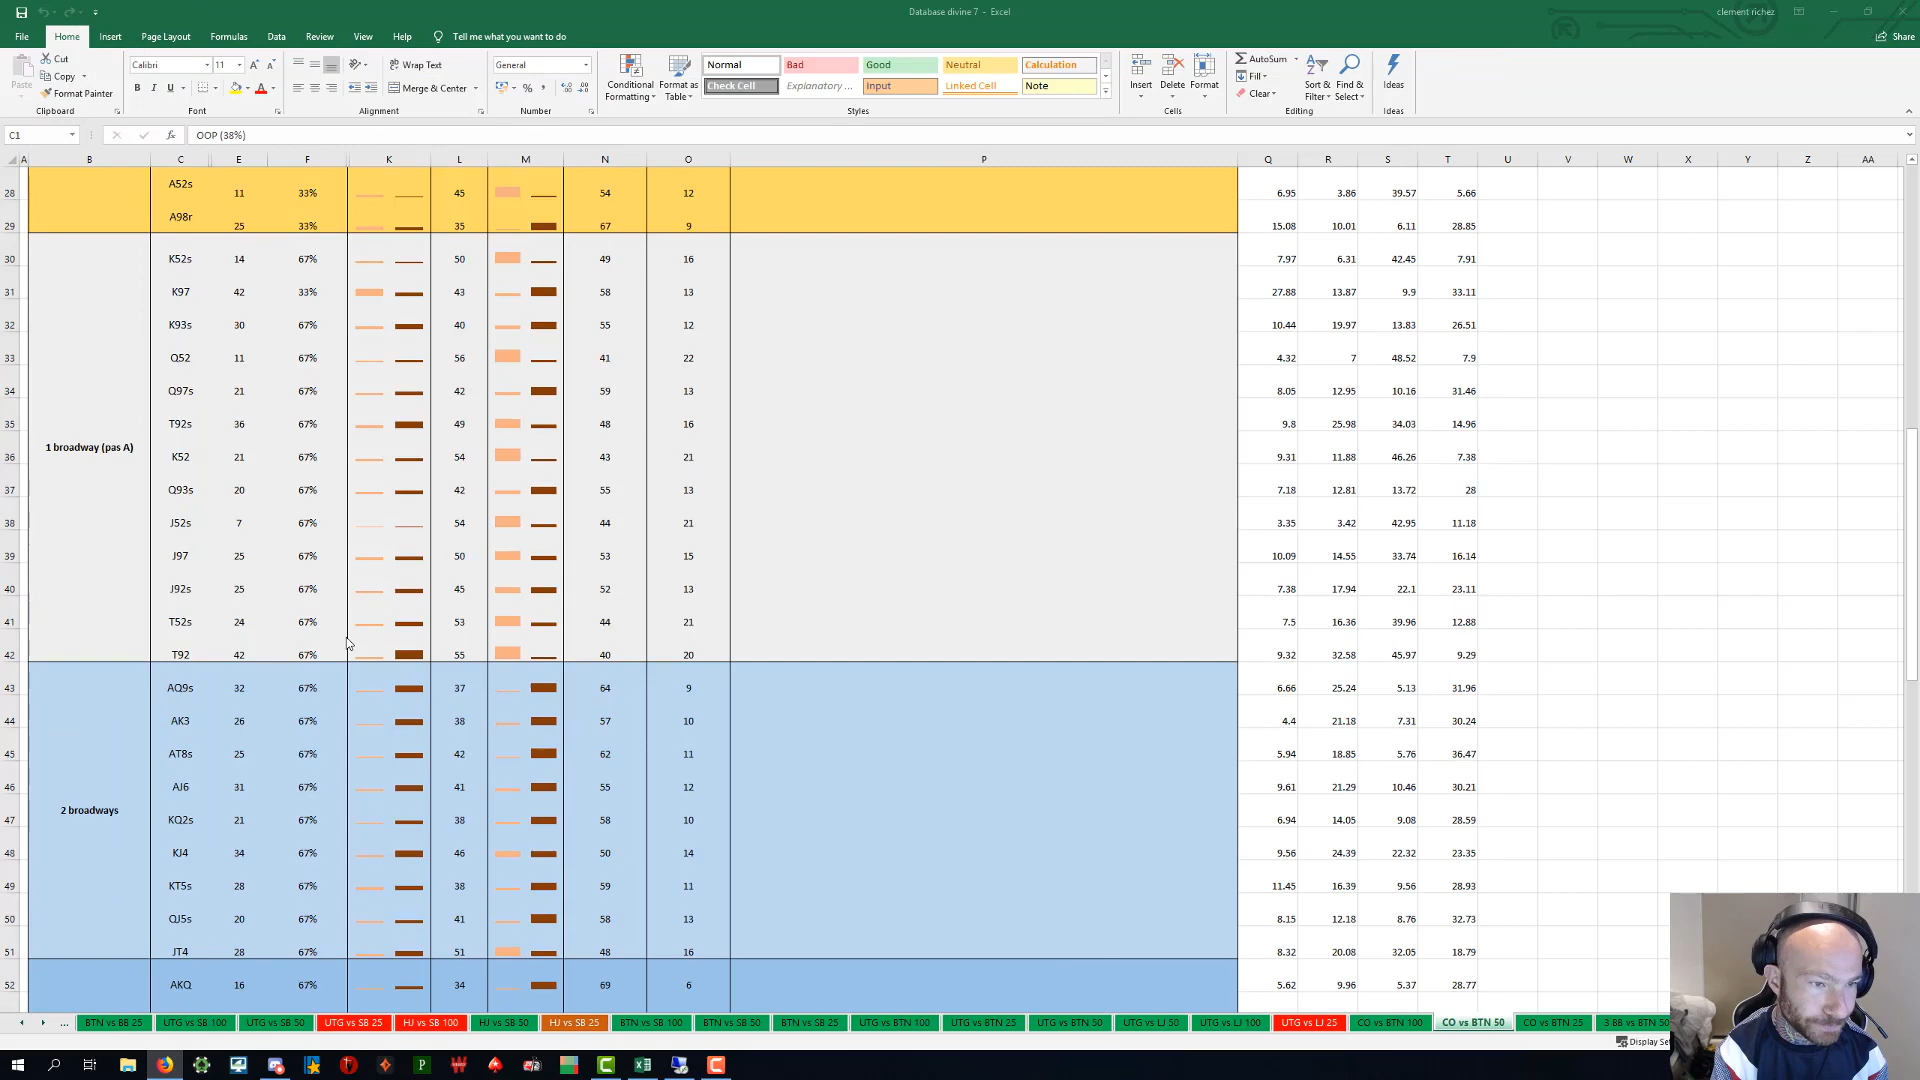 Database divine 7 - Excel
clement richez
File Home Insert Page Layout Formulas Data Review View Help Tell me what you want to do
Share
Paste Cut Copy Format Painter
Calibri 11
B I U
Wrap Text
Merge & Center
General
Conditional Formatting Format as Table
Normal Bad Good Neutral Calculation
Check Cell Explanatory ... Input Linked Cell Note
Insert Delete Format
AutoSum Fill Clear
Sort & Filter Find & Select
Ideas
Clipboard Font Alignment Number Styles Cells Editing Ideas
C1 fx OOP (38%)
A B C E F K L M N O P Q R S T U V W X Y Z AA
28 A52s 11 33% 45 54 12 6.95 3.86 39.57 5.66
29 A98r 25 33% 35 67 9 15.08 10.01 6.11 28.85
30 K52s 14 67% 50 49 16 7.97 6.31 42.45 7.91
31 K97 42 33% 43 58 13 27.88 13.87 9.9 33.11
32 K93s 30 67% 40 55 12 10.44 19.97 13.83 26.51
33 Q52 11 67% 56 41 22 4.32 7 48.52 7.9
34 Q97s 21 67% 42 59 13 8.05 12.95 10.16 31.46
35 T92s 36 67% 49 48 16 9.8 25.98 34.03 14.96
1 broadway (pas A)
36 K52 21 67% 54 43 21 9.31 11.88 46.26 7.38
37 Q93s 20 67% 42 55 13 7.18 12.81 13.72 28
38 J52s 7 67% 54 44 21 3.35 3.42 42.95 11.18
39 J97 25 67% 50 53 15 10.09 14.55 33.74 16.14
40 J92s 25 67% 45 52 13 7.38 17.94 22.1 23.11
41 T52s 24 67% 53 44 21 7.5 16.36 39.96 12.88
42 T92 42 67% 55 40 20 9.32 32.58 45.97 9.29
43 AQ9s 32 67% 37 64 9 6.66 25.24 5.13 31.96
44 AK3 26 67% 38 57 10 4.4 21.18 7.31 30.24
45 AT8s 25 67% 42 62 11 5.94 18.85 5.76 36.47
46 AJ6 31 67% 41 55 12 9.61 21.29 10.46 30.21
2 broadways
47 KQ2s 21 67% 38 58 10 6.94 14.05 9.08 28.59
48 KJ4 34 67% 46 50 14 9.56 24.39 22.32 23.35
49 KT5s 28 67% 38 59 11 11.45 16.39 9.56 28.93
50 QJ5s 20 67% 41 58 13 8.15 12.18 8.76 32.73
51 JT4 28 67% 51 48 16 8.32 20.08 32.05 18.79
52 AKQ 16 67% 34 69 6 5.62 9.96 5.37 28.77
... BTN vs BB 25 UTG vs SB 100 UTG vs SB 50 UTG vs SB 25 HJ vs SB 100 HJ vs SB 50 HJ vs SB 25 BTN vs SB 100 BTN vs SB 50 BTN vs SB 25 UTG vs BTN 100 UTG vs BTN 25 UTG vs BTN 50 UTG vs LJ 50 UTG vs LJ 100 UTG vs LJ 25 CO vs BTN 100 CO vs BTN 50 CO vs BTN 25 3 BB vs BTN 50
Display Set